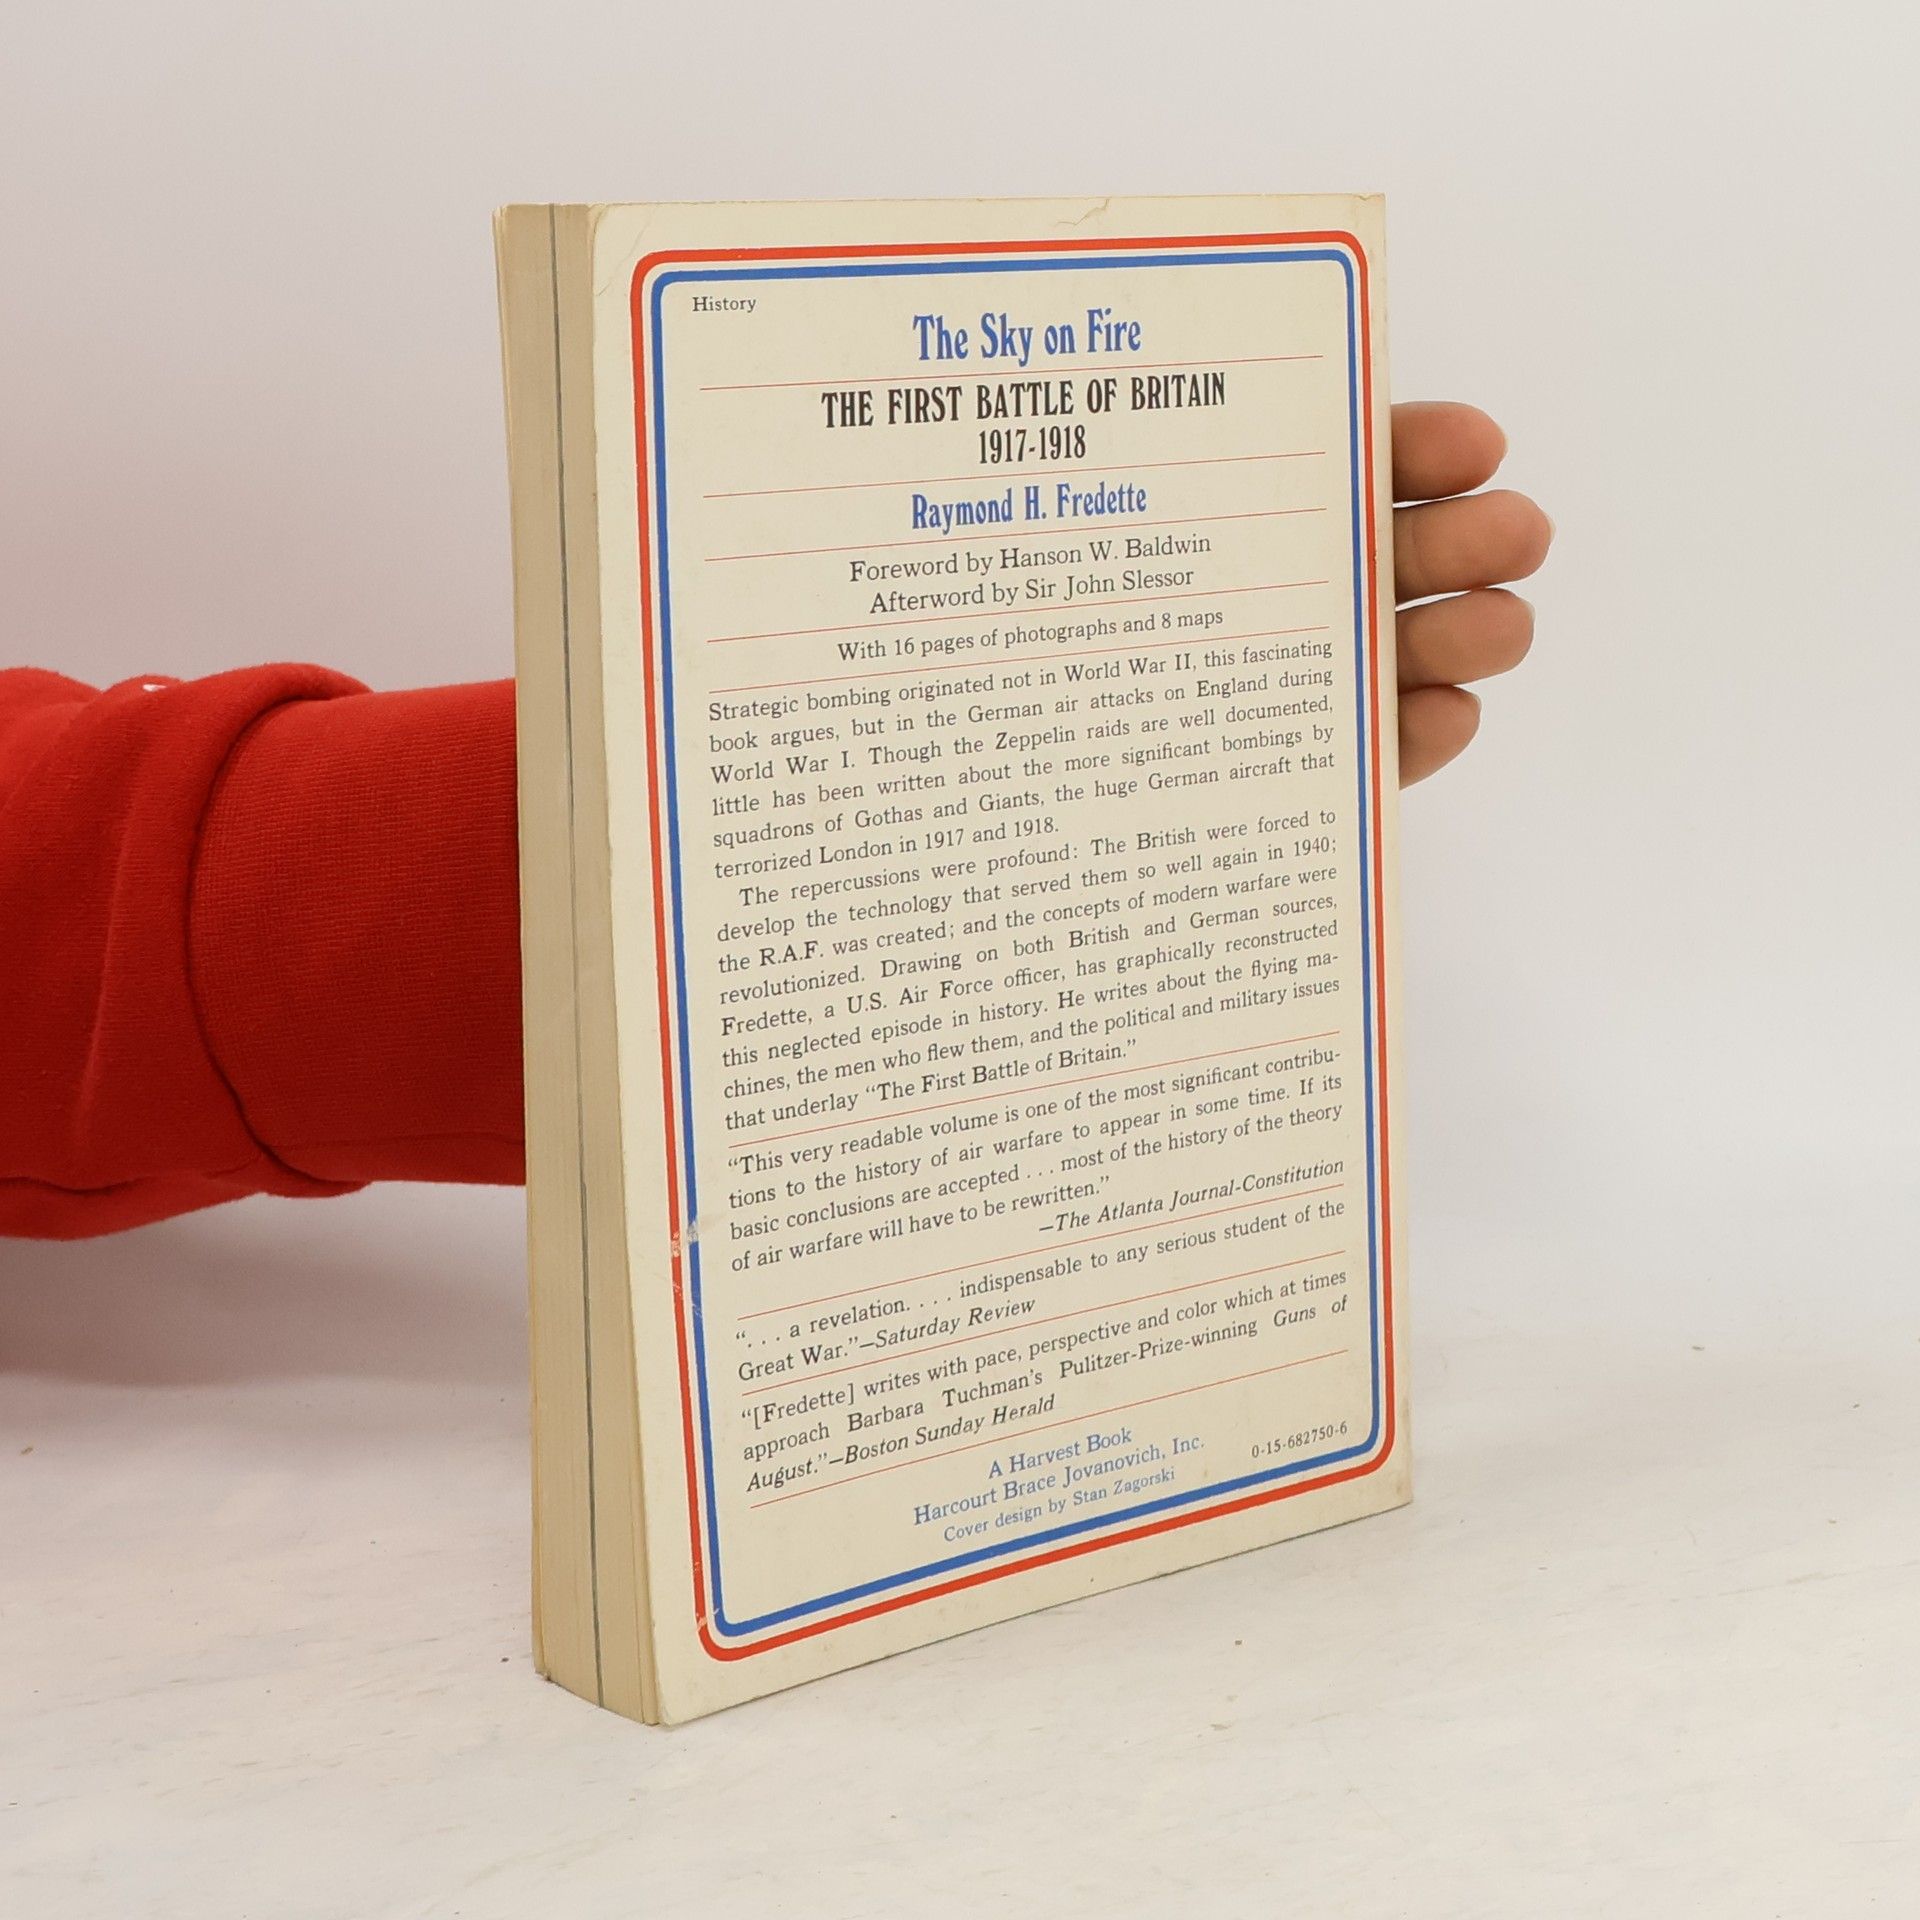 History
The Sky on Fire
THE FIRST BATTLE OF BRITAIN
1917-1918
Raymond H. Fredette
Foreword by Hanson W. Baldwin
Afterword by Sir John Slessor
With 16 pages of photographs and 8 maps
Strategic bombing originated not in World War II, this fascinating
book argues, but in the German air attacks on England during
World War I. Though the Zeppelin raids are well documented,
little has been written about the more significant bombings by
squadrons of Gothas and Giants, the huge German aircraft that
terrorized London in 1917 and 1918.
The repercussions were profound: The British were forced to
develop the technology that served them so well again in 1940;
the R.A.F. was created; and the concepts of modern warfare were
revolutionized. Drawing on both British and German sources,
Fredette, a U.S. Air Force officer, has graphically reconstructed
this neglected episode in history. He writes about the flying ma-
chines, the men who flew them, and the political and military issues
that underlay “The First Battle of Britain.”
“This very readable volume is one of the most significant contribu-
tions to the history of air warfare to appear in some time. If its
basic conclusions are accepted . . . most of the history of the theory
of air warfare will have to be rewritten.”
—The Atlanta Journal-Constitution
“. . . a revelation. . . . indispensable to any serious student of the
Great War.”—Saturday Review
“[Fredette] writes with pace, perspective and color which at times
approach Barbara Tuchman's Pulitzer-Prize-winning Guns of
August.”—Boston Sunday Herald
A Harvest Book
Harcourt Brace Jovanovich, Inc.
Cover design by Stan Zagorski
0-15-682750-6